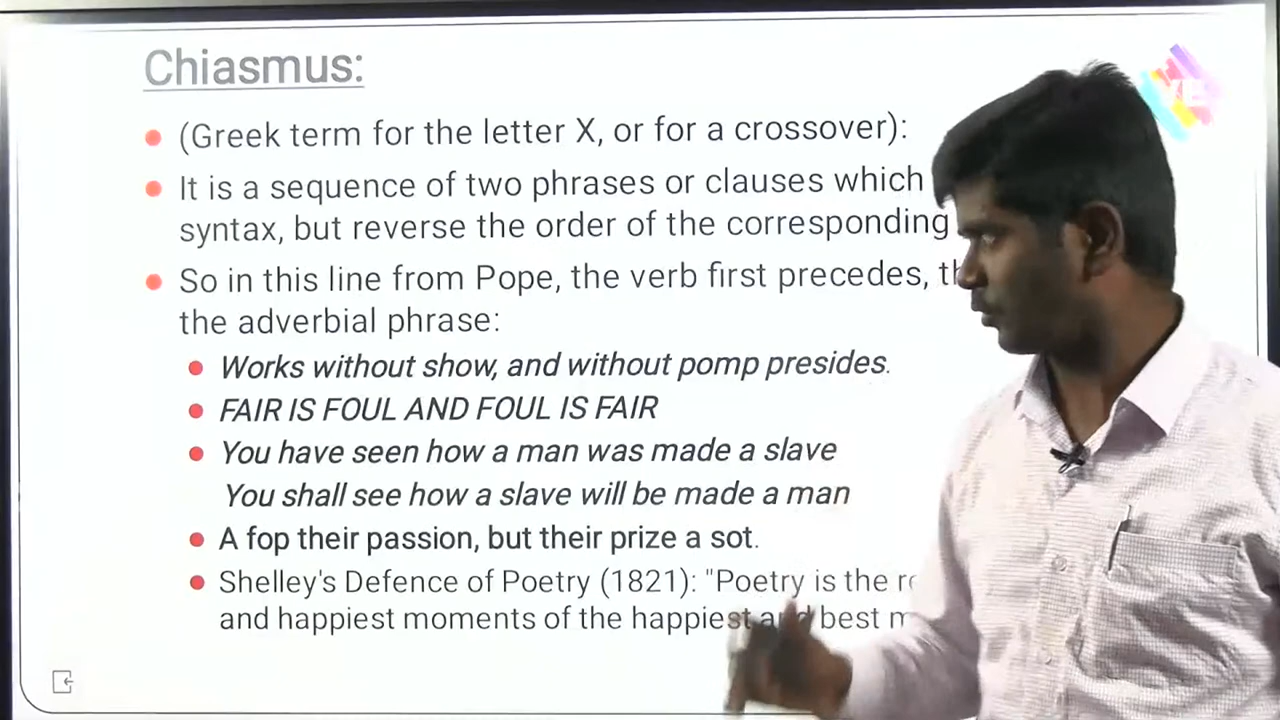 Chiasmus:
(Greek term for the letter X, or for a crossover):
It is a sequence of two phrases or clauses which
syntax, but reverse the order of the corresponding
So in this line from Pope, the verb first precedes,
the adverbial phrase:
Works without show, and without pomp presides.
FAIR IS FOUL AND FOUL IS FAIR
You have seen how a man was made a slave
You shall see how a slave will be made a man
A fop their passion, but their prize a sot.
Shelley's Defence of Poetry (1821): "Poetry is the
and happiest moments of the happiest and best